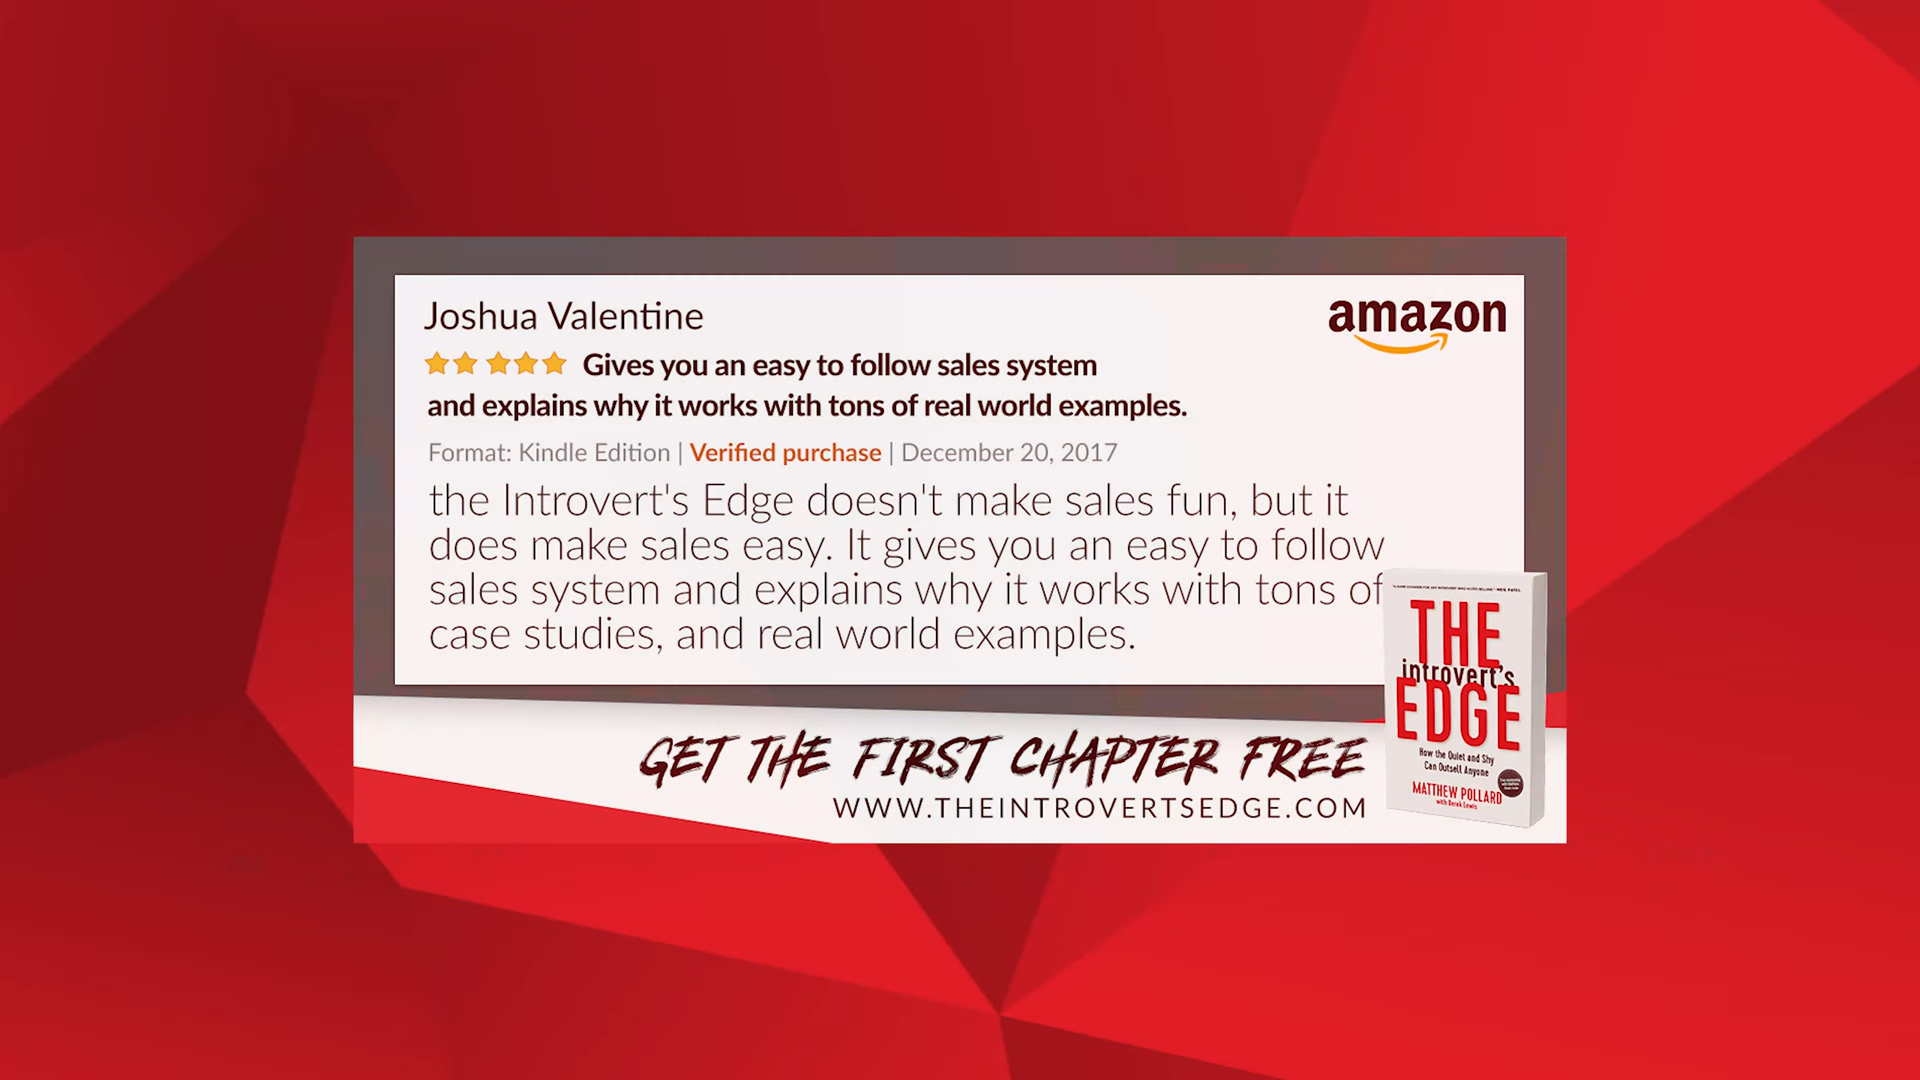 Joshua Valentine
amazon
Gives you an easy to follow sales system
and explains why it works with tons of real world examples.
Format: Kindle Edition | Verified purchase | December 20, 2017
the Introvert's Edge doesn't make sales fun, but it
does make sales easy. It gives you an easy to follow
sales system and explains why it works with tons of
case studies, and real world examples.
GET THE FIRST CHAPTER FREE
WWW.THEINTROVERTSEDGE.COM
THE
introvert's
EDGE
How the Quiet and Shy
Can Outsell Anyone
MATTHEW POLLARD
with Derek Lewis